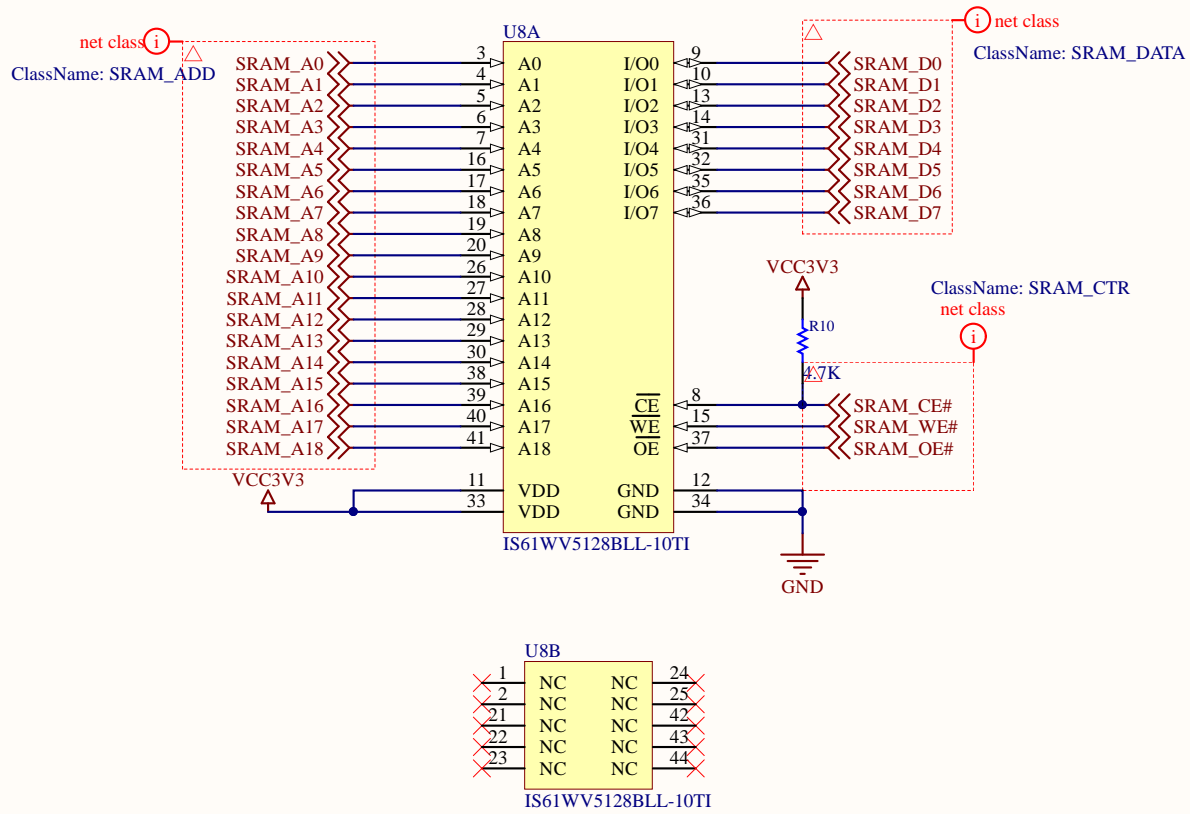 U8A
net class i
ClassName: SRAM_ADD
i net class
ClassName: SRAM_DATA
SRAM_A0 3 A0 I/O0 9 SRAM_D0
SRAM_A1 4 A1 I/O1 10 SRAM_D1
SRAM_A2 5 A2 I/O2 13 SRAM_D2
SRAM_A3 6 A3 I/O3 14 SRAM_D3
SRAM_A4 7 A4 I/O4 31 SRAM_D4
SRAM_A5 16 A5 I/O5 32 SRAM_D5
SRAM_A6 17 A6 I/O6 35 SRAM_D6
SRAM_A7 18 A7 I/O7 36 SRAM_D7
SRAM_A8 19 A8
SRAM_A9 20 A9
SRAM_A10 26 A10
SRAM_A11 27 A11
SRAM_A12 28 A12
SRAM_A13 29 A13
SRAM_A14 30 A14
SRAM_A15 38 A15
VCC3V3
R10
4.7K
ClassName: SRAM_CTR
net class
i
SRAM_A16 39 A16 CE 8 SRAM_CE#
SRAM_A17 40 A17 WE 15 SRAM_WE#
SRAM_A18 41 A18 OE 37 SRAM_OE#
VCC3V3
11 VDD GND 12
33 VDD GND 34
IS61WV5128BLL-10TI
GND
U8B
1 NC NC 24
2 NC NC 25
21 NC NC 42
22 NC NC 43
23 NC NC 44
IS61WV5128BLL-10TI